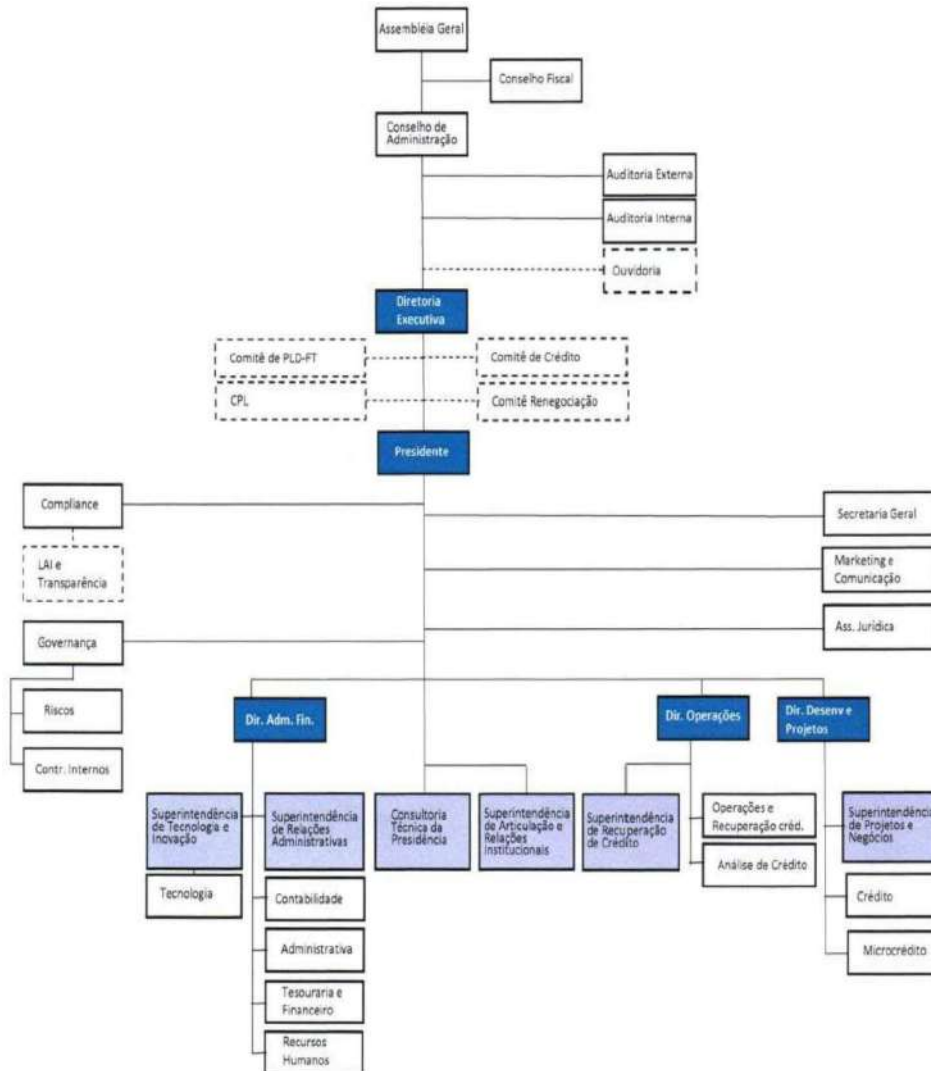 Assembléia Geral
Conselho Fiscal
Conselho de
Administração
Auditoria Externa
Auditoria Interna
Ouvidoria
Diretoria
Executiva
Comitê de PLD-FT
Comitê de Crédito
CPL
Comitê Renegociação
Presidente
Compliance
Secretaria Geral
LAI e
Transparência
Marketing e
Comunicação
Ass. Jurídica
Governança
Riscos
Contr. Internos
Dir. Adm. Fin.
Dir. Operações
Dir. Desenv e
Projetos
Superintendência
de Tecnologia e
Inovação
Superintendência
de Relações
Administrativas
Consultoria
Técnica da
Presidência
Superintendência
de Articulação e
Relações
Institucionais
Superintendência
de Recuperação
de Crédito
Operações e
Recuperação créd.
Análise de Crédito
Superintendência
de Projetos e
Negócios
Tecnologia
Contabilidade
Administrativa
Tesouraria e
Financeiro
Recursos
Humanos
Crédito
Microcrédito